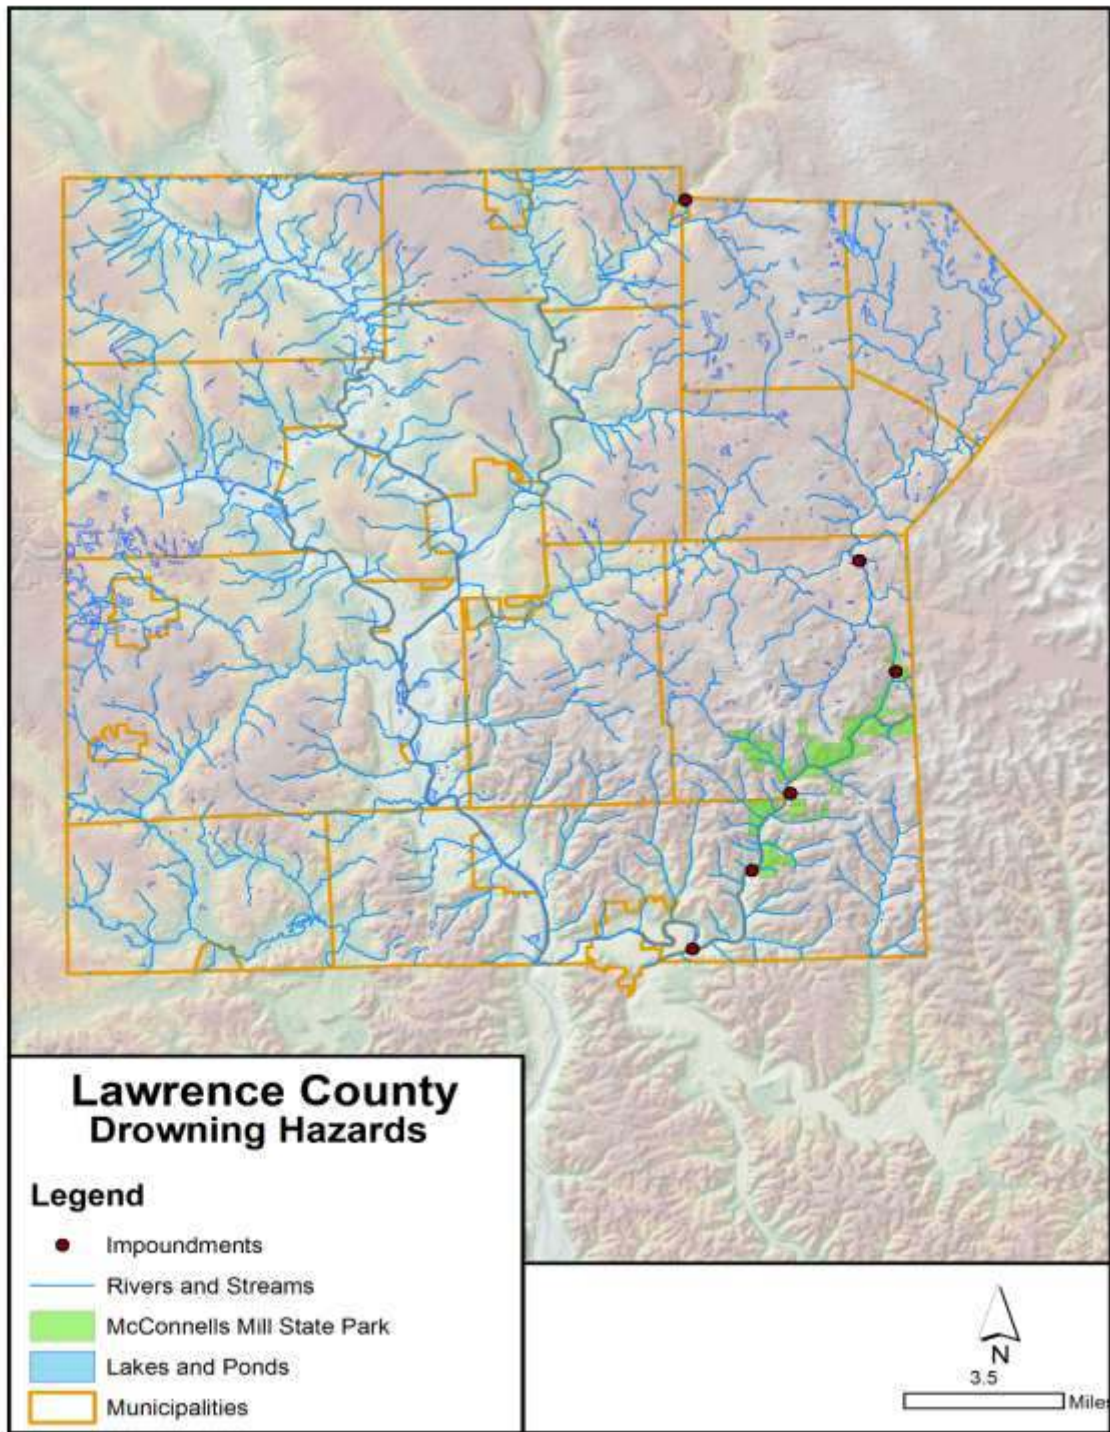 Lawrence County
Drowning Hazards
Legend
Impoundments
Rivers and Streams
McConnells Mill State Park
Lakes and Ponds
Municipalities
N
3.5
Miles